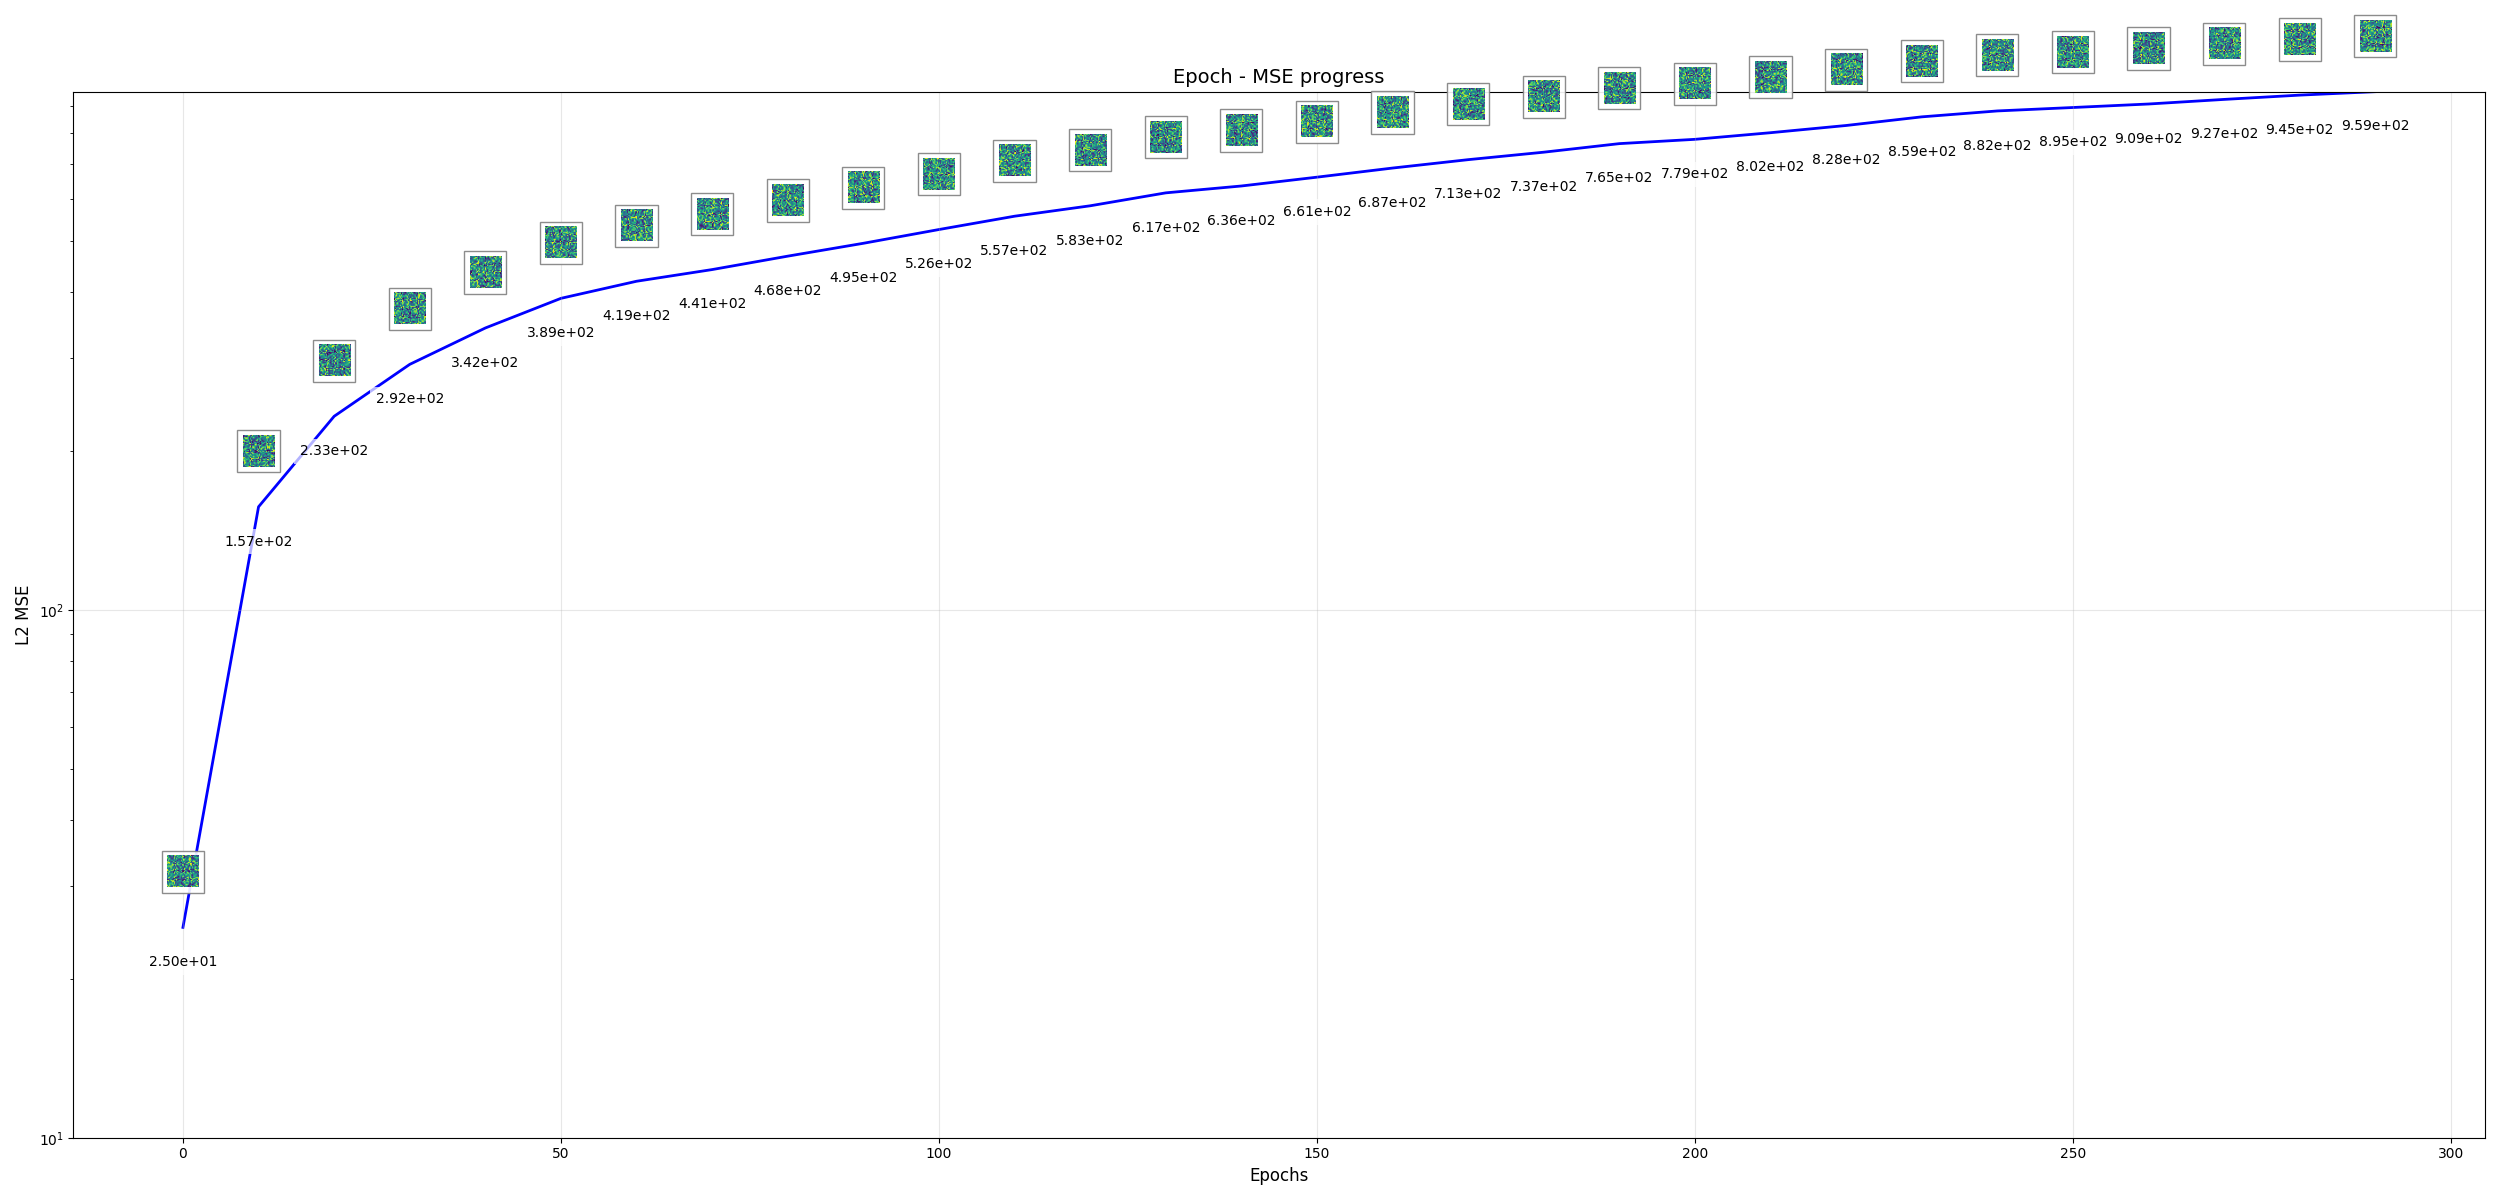 Epoch - MSE progress
9.59e+02
9.45e+02
9.27e+02
9.09e+02
8.95e+02
8.82e+02
8.59e+02
8.28e+02
8.02e+02
7.79e+02
7.65e+02
7.37e+02
7.13e+02
6.87e+02
6.61e+02
6.36e+02
6.17e+02
5.83e+02
5.57e+02
5.26e+02
4.95e+02
4.68e+02
4.41e+02
4.19e+02
3.89e+02
3.42e+02
2.92e+02
2.33e+02
1.57e+02
2.50e+01
L2 MSE
10²
10¹
0 50 100 150 200 250 300
Epochs